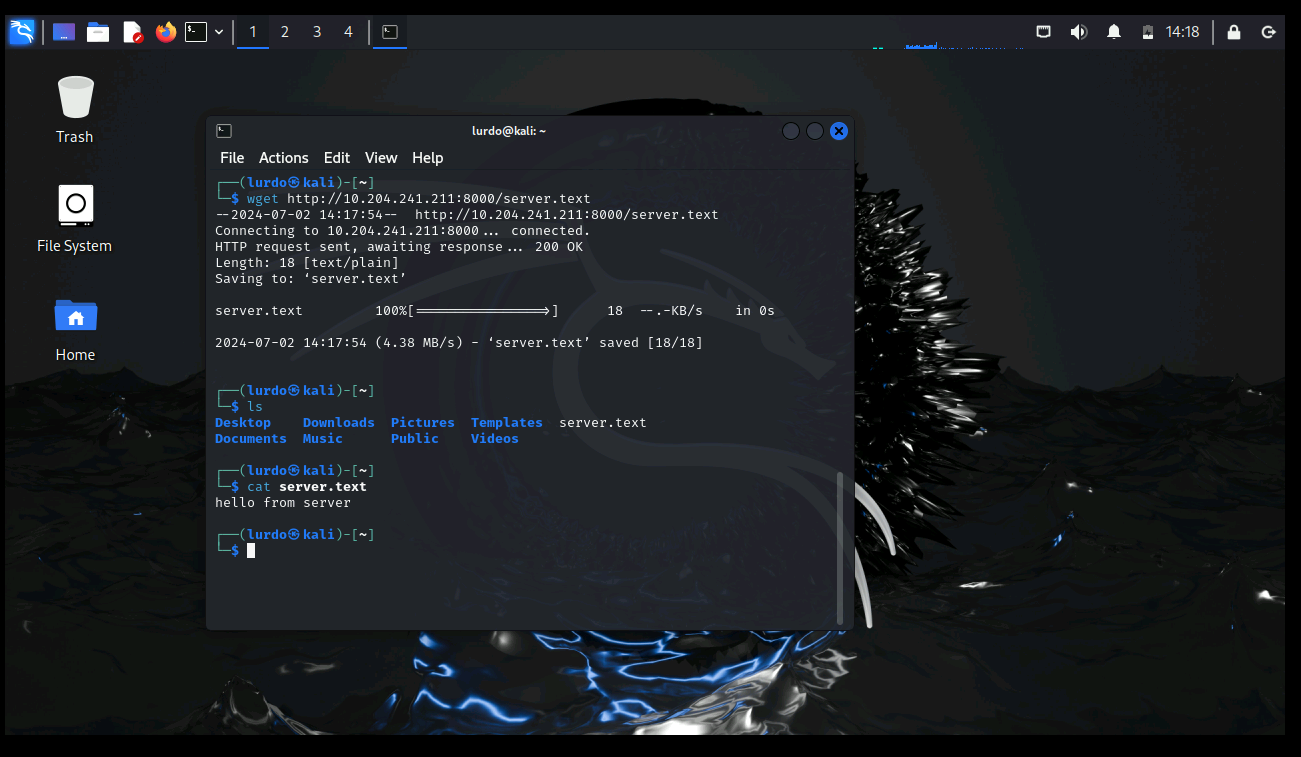 1 2 3 4 14:18
Trash
File System
Home
lurdo@kali: ~
File Actions Edit View Help
┌──(lurdo㉿kali)-[~]
└─$ wget http://10.204.241.211:8000/server.text
--2024-07-02 14:17:54--  http://10.204.241.211:8000/server.text
Connecting to 10.204.241.211:8000... connected.
HTTP request sent, awaiting response... 200 OK
Length: 18 [text/plain]
Saving to: ‘server.text’
server.text         100%[=================>]      18  --.-KB/s    in 0s
2024-07-02 14:17:54 (4.38 MB/s) - ‘server.text’ saved [18/18]
┌──(lurdo㉿kali)-[~]
└─$ ls
Desktop    Downloads  Pictures  Templates  server.text
Documents  Music      Public    Videos
┌──(lurdo㉿kali)-[~]
└─$ cat server.text
hello from server
┌──(lurdo㉿kali)-[~]
└─$